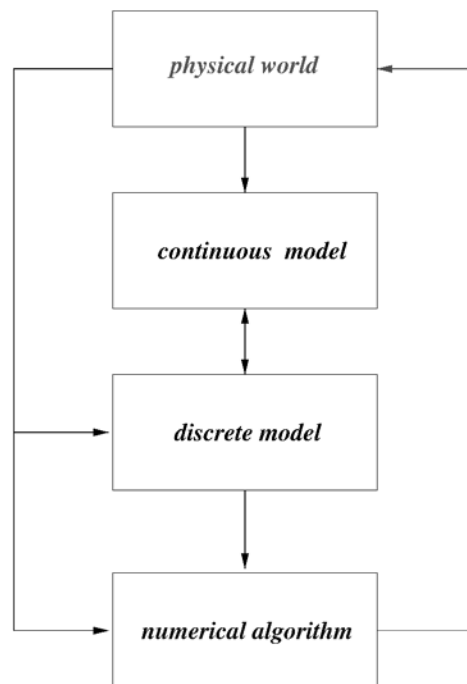 physical world
continuous model
discrete model
numerical algorithm